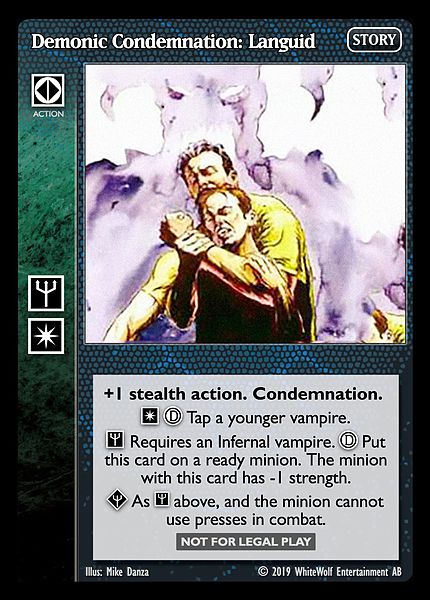 Demonic Condemnation: Languid
STORY
ACTION
+1 stealth action. Condemnation.
D Tap a younger vampire.
Requires an Infernal vampire. D Put
this card on a ready minion. The minion
with this card has -1 strength.
As above, and the minion cannot
use presses in combat.
NOT FOR LEGAL PLAY
Illus: Mike Danza
© 2019 WhiteWolf Entertainment AB